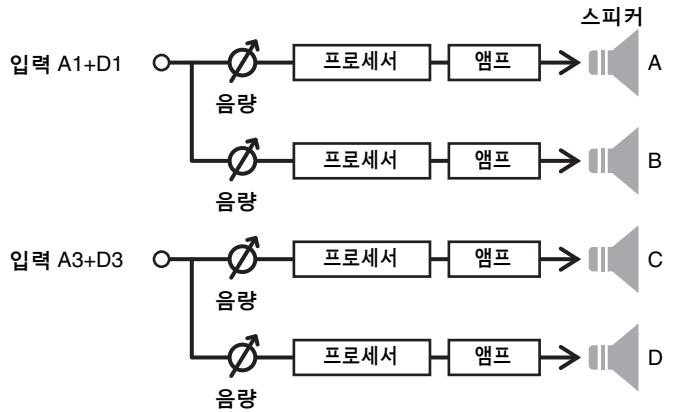 스피커
입력 A1+D1 프로세서 앰프 A
음량
프로세서 앰프 B
음량
입력 A3+D3 프로세서 앰프 C
음량
프로세서 앰프 D
음량